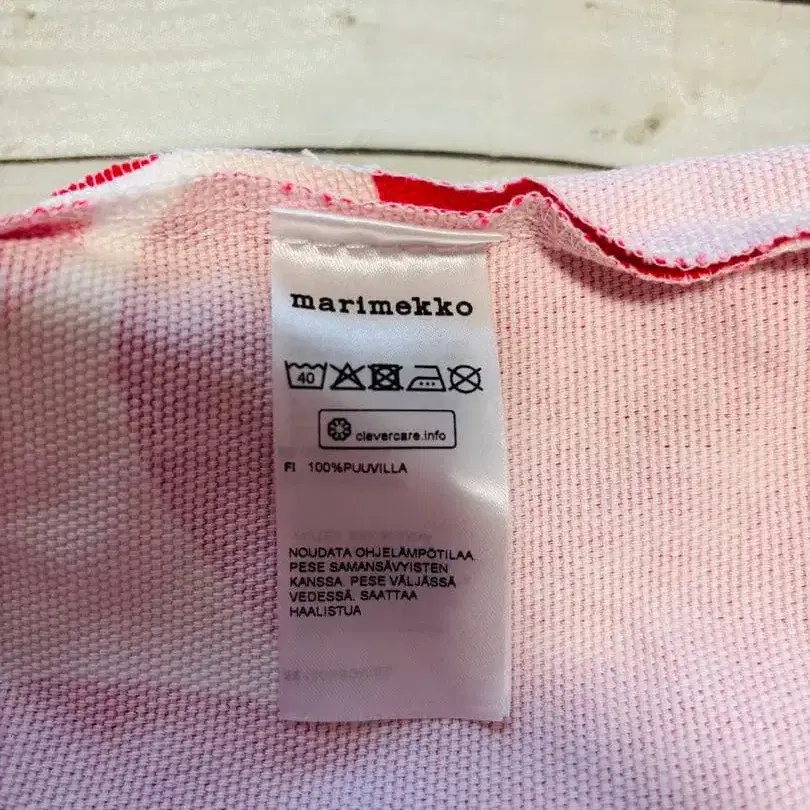 marimekko
40
clevercare.info
FI 100%PUUVILLA
NOUDATA OHJELÄMPÖTILAA.
PESE SAMANSÄVYISTEN
KANSSA. PESE VÄLJÄSSÄ
VEDESSÄ. SAATTAA
HAALISTUA